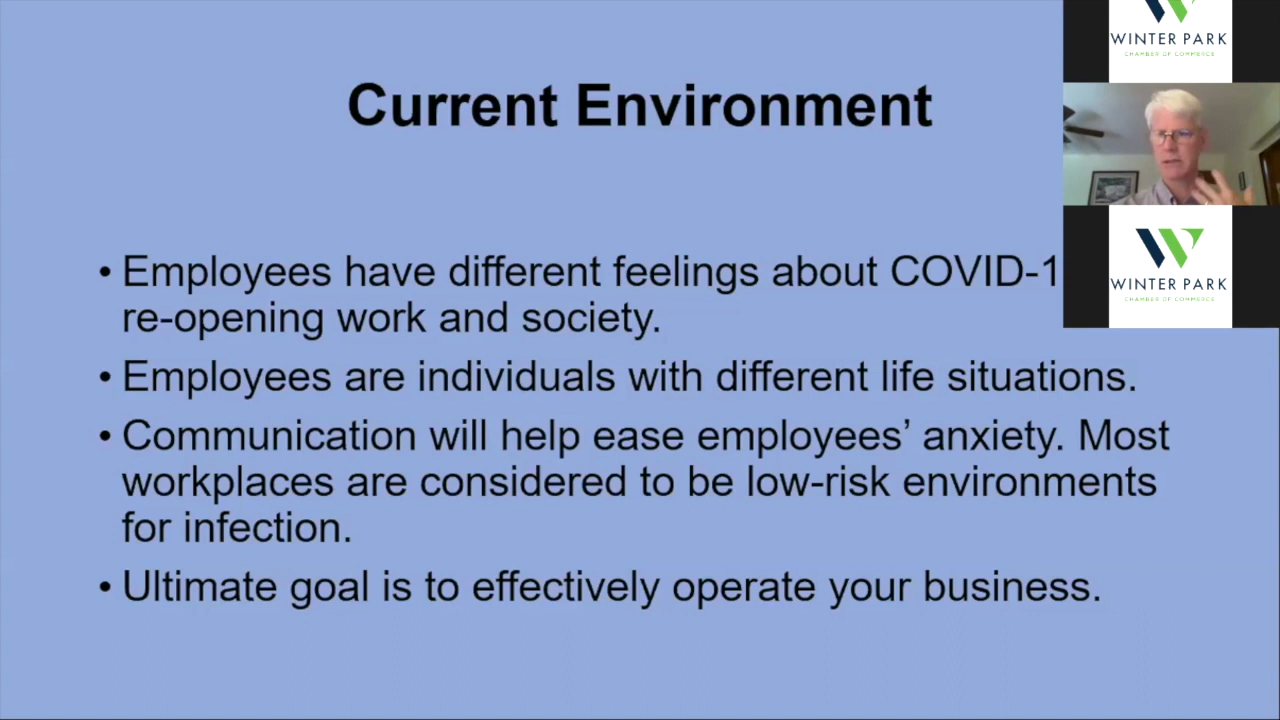 WINTER PARK
CHAMBER OF COMMERCE
Current Environment
WINTER PARK
CHAMBER OF COMMERCE
• Employees have different feelings about COVID-1
re-opening work and society.
• Employees are individuals with different life situations.
• Communication will help ease employees’ anxiety. Most
workplaces are considered to be low-risk environments
for infection.
• Ultimate goal is to effectively operate your business.